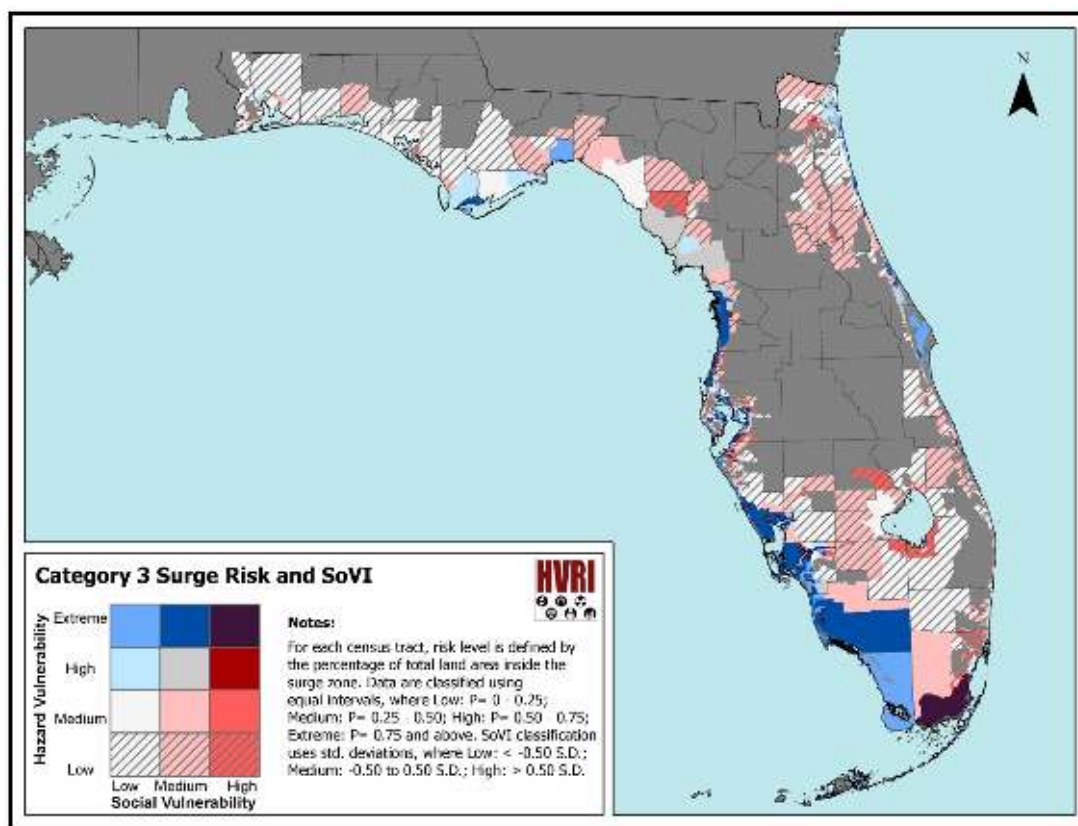 N
Category 3 Surge Risk and SoVI
HVRI
Hazard Vulnerability
Extreme
High
Medium
Low
Low Medium High
Social Vulnerability
Notes:
For each census tract, risk level is defined by
the percentage of total land area inside the
surge zone. Data are classified using
equal intervals, where Low: P= 0 - 0.25;
Medium: P= 0.25 - 0.50; High: P= 0.50 - 0.75;
Extreme: P= 0.75 and above. SoVI classification
uses std. deviations, where Low: < -0.50 S.D.;
Medium: -0.50 to 0.50 S.D.; High: > 0.50 S.D.